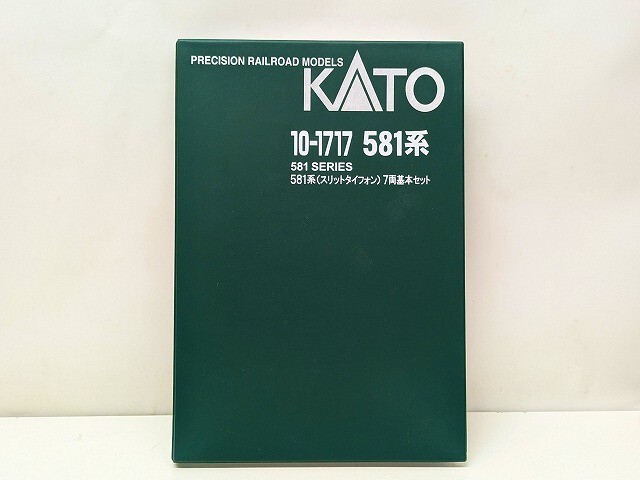 PRECISION RAILROAD MODELS
KATO
10-1717 581系
581 SERIES
581系(スリットタイフォン)7両基本セット